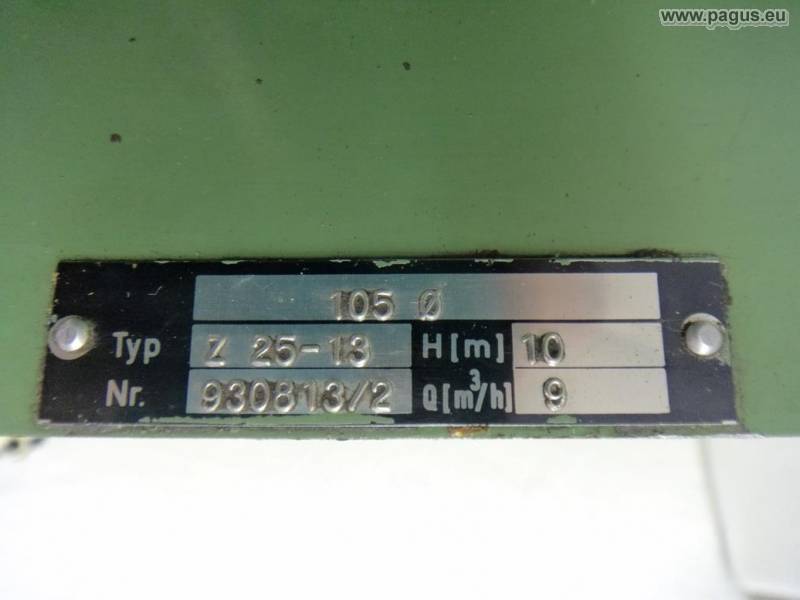 www.pagus.eu
105 Ø
Typ Z 25-13 H[m] 10
Nr. 930813/2 Q[m³/h] 9